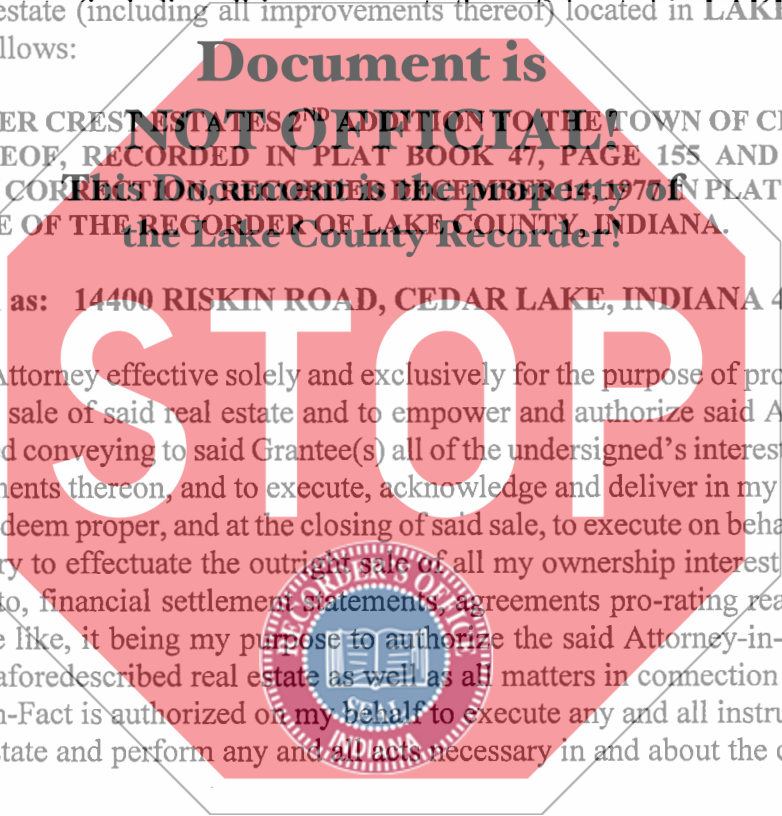 estate (including all improvements thereof) located in LAKE
llows:
Document is
NOT OFFICIAL!
This Document is the property of
the Lake County Recorder!
ER CREST ESTATES 2ND ADDITION TO THE TOWN OF CE
EOF, RECORDED IN PLAT BOOK 47, PAGE 155 AND
CORRECTION, RECORDED DECEMBER 14, 1977 IN PLAT
E OF THE RECORDER OF LAKE COUNTY, INDIANA.
as: 14400 RISKIN ROAD, CEDAR LAKE, INDIANA 4
STOP
Attorney effective solely and exclusively for the purpose of pro
sale of said real estate and to empower and authorize said A
d conveying to said Grantee(s) all of the undersigned's interest
nents thereon, and to execute, acknowledge and deliver in my
deem proper, and at the closing of said sale, to execute on beha
ry to effectuate the outright sale of all my ownership interest
to, financial settlement statements, agreements pro-rating rea
e like, it being my purpose to authorize the said Attorney-in-
aforedescribed real estate as well as all matters in connection
n-Fact is authorized on my behalf to execute any and all instru
state and perform any and all acts necessary in and about the c
RECORDER'S OFFICE
SEAL
INDIANA